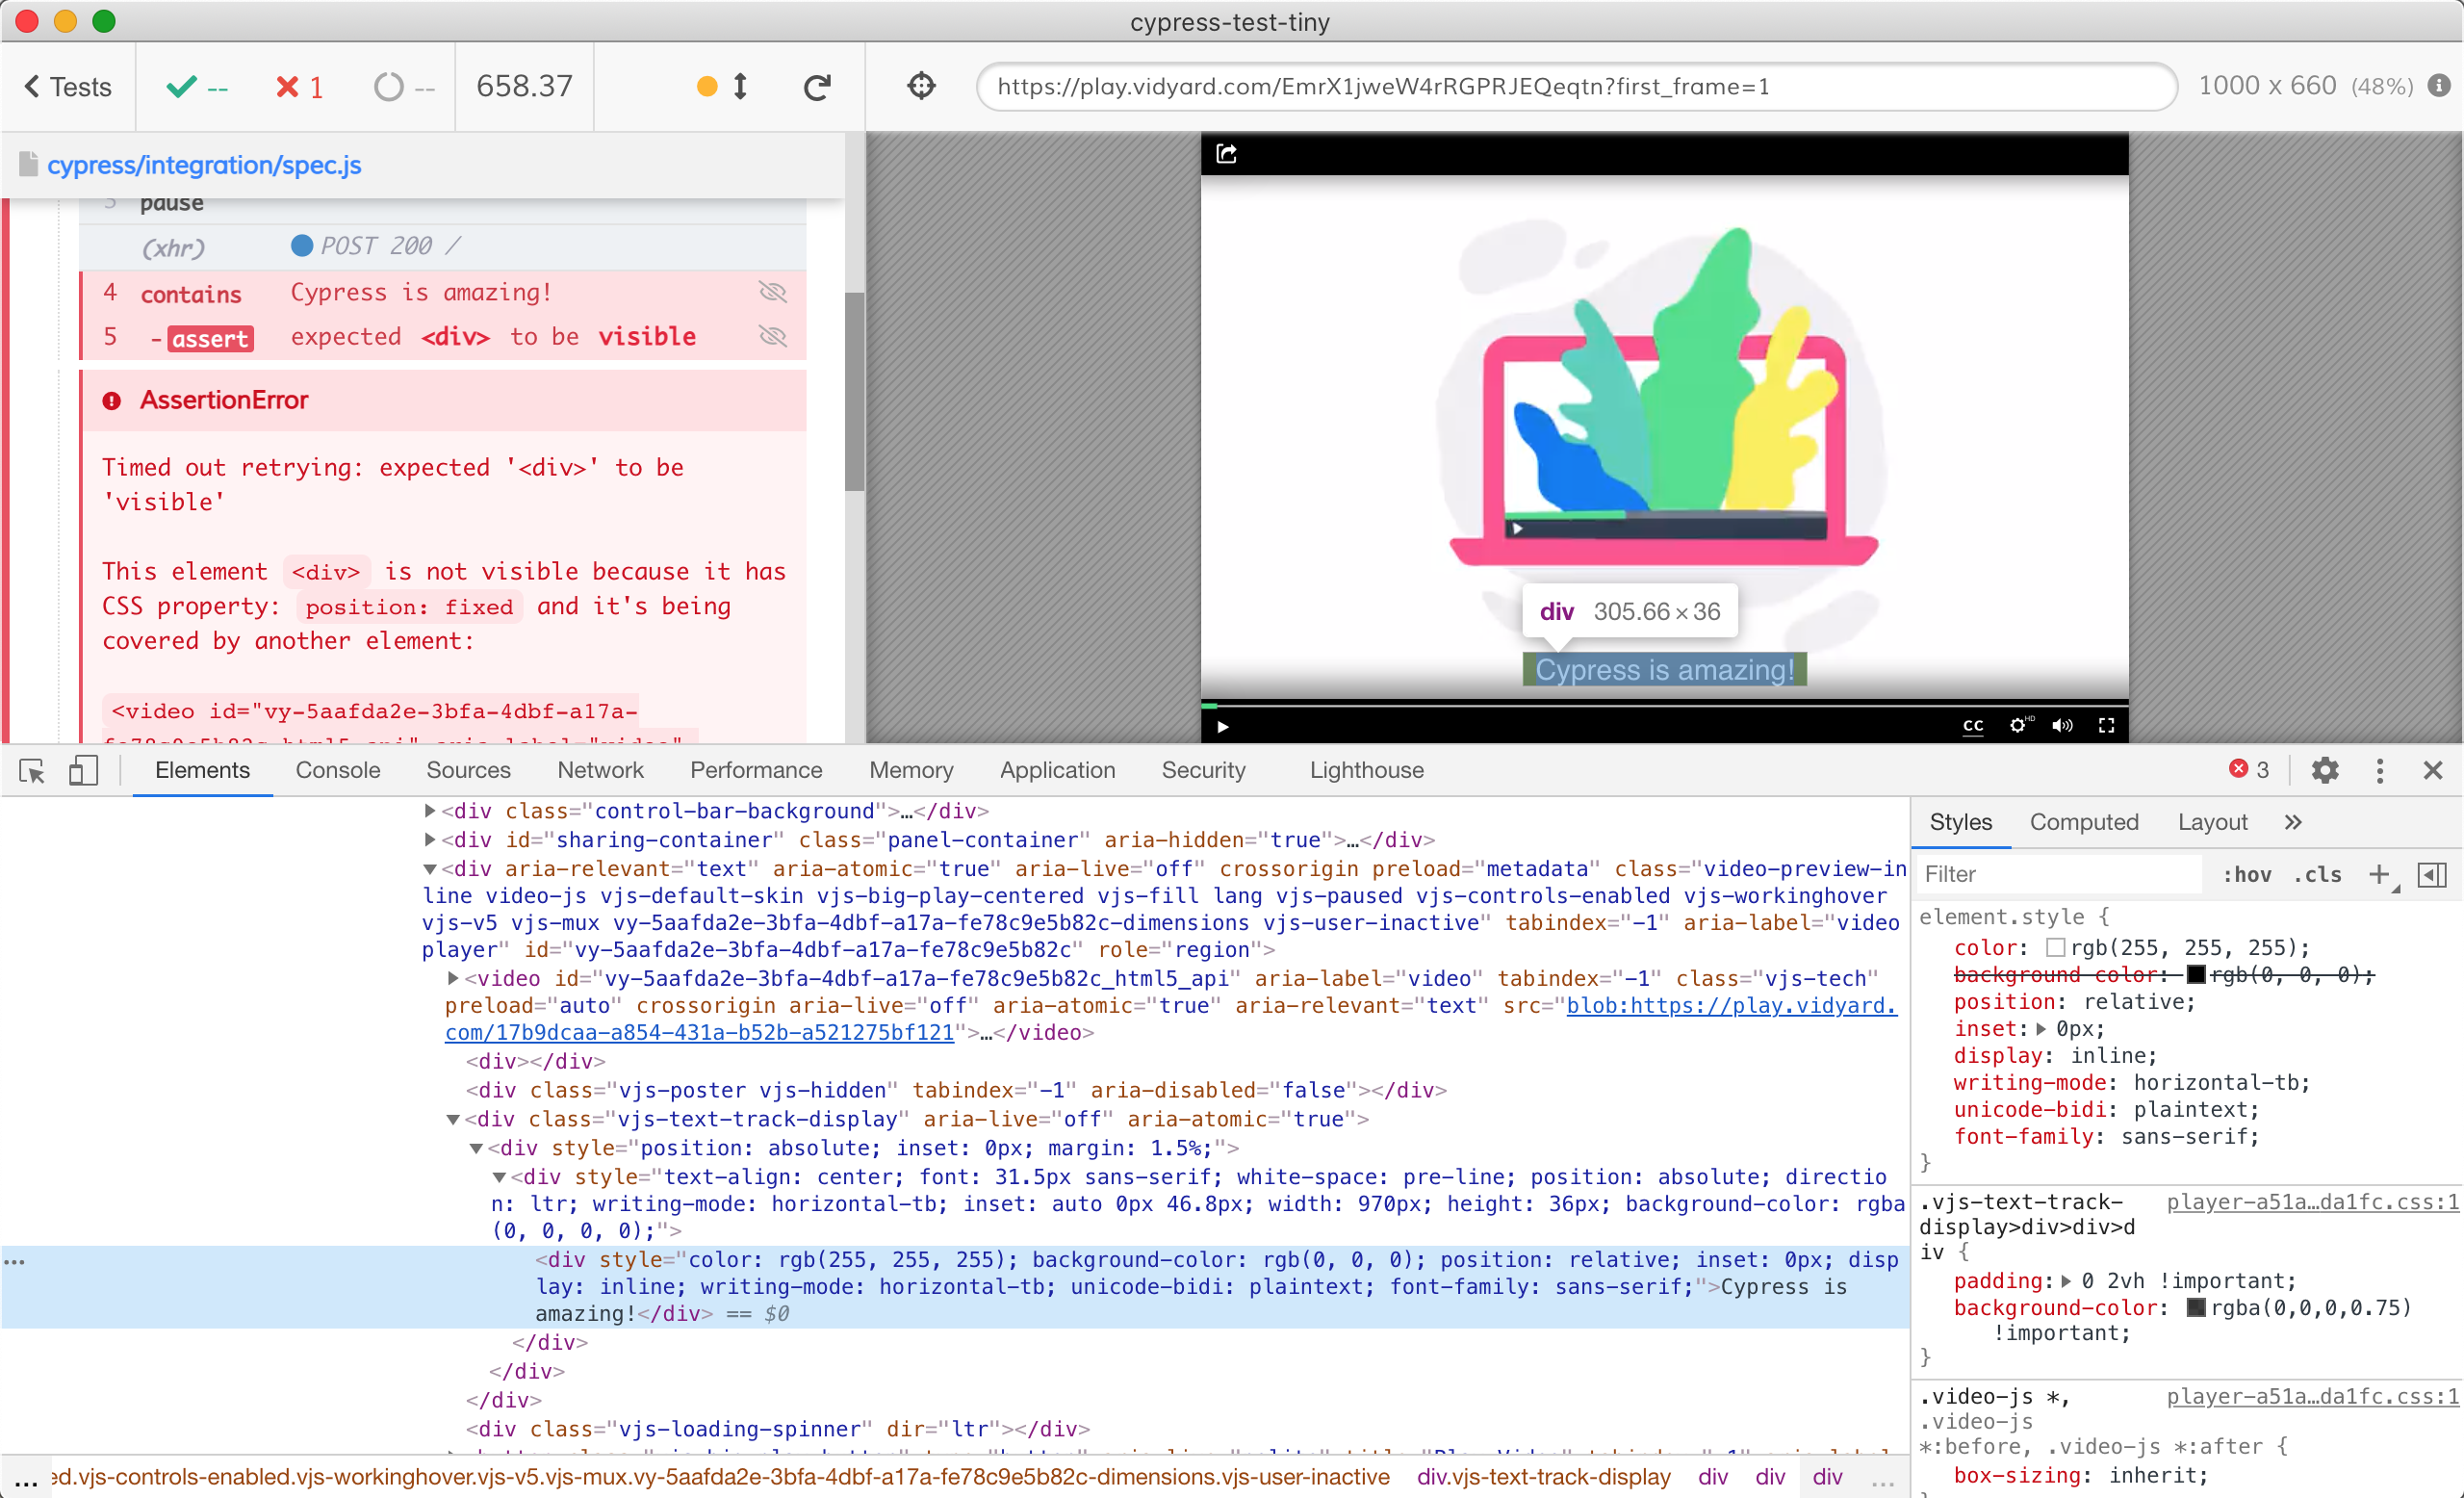 cypress-test-tiny
Tests
--
1
--
658.37
https://play.vidyard.com/EmrX1jweW4rRGPRJEQeqtn?first_frame=1
1000 x 660 (48%)
cypress/integration/spec.js
3 pause
(xhr) POST 200 /
4 contains Cypress is amazing!
5 -assert expected <div> to be visible
AssertionError
Timed out retrying: expected '<div>' to be
'visible'
This element <div> is not visible because it has
CSS property: position: fixed and it's being
covered by another element:
<video id="vy-5aafda2e-3bfa-4dbf-a17a-
fe78c9e5b82c_html5_api" aria-label="video"
div 305.66 × 36
Cypress is amazing!
CC
HD
Elements Console Sources Network Performance Memory Application Security Lighthouse
3
<div class="control-bar-background">…</div>
<div id="sharing-container" class="panel-container" aria-hidden="true">…</div>
<div aria-relevant="text" aria-atomic="true" aria-live="off" crossorigin preload="metadata" class="video-preview-in
line video-js vjs-default-skin vjs-big-play-centered vjs-fill lang vjs-paused vjs-controls-enabled vjs-workinghover
vjs-v5 vjs-mux vy-5aafda2e-3bfa-4dbf-a17a-fe78c9e5b82c-dimensions vjs-user-inactive" tabindex="-1" aria-label="video
player" id="vy-5aafda2e-3bfa-4dbf-a17a-fe78c9e5b82c" role="region">
<video id="vy-5aafda2e-3bfa-4dbf-a17a-fe78c9e5b82c_html5_api" aria-label="video" tabindex="-1" class="vjs-tech"
preload="auto" crossorigin aria-live="off" aria-atomic="true" aria-relevant="text" src="blob:https://play.vidyard.
com/17b9dcaa-a854-431a-b52b-a521275bf121">…</video>
<div></div>
<div class="vjs-poster vjs-hidden" tabindex="-1" aria-disabled="false"></div>
<div class="vjs-text-track-display" aria-live="off" aria-atomic="true">
<div style="position: absolute; inset: 0px; margin: 1.5%;">
<div style="text-align: center; font: 31.5px sans-serif; white-space: pre-line; position: absolute; directio
n: ltr; writing-mode: horizontal-tb; inset: auto 0px 46.8px; width: 970px; height: 36px; background-color: rgba
(0, 0, 0, 0);">
...
<div style="color: rgb(255, 255, 255); background-color: rgb(0, 0, 0); position: relative; inset: 0px; disp
lay: inline; writing-mode: horizontal-tb; unicode-bidi: plaintext; font-family: sans-serif;">Cypress is
amazing!</div> == $0
</div>
</div>
</div>
<div class="vjs-loading-spinner" dir="ltr"></div>
... ed.vjs-controls-enabled.vjs-workinghover.vjs-v5.vjs-mux.vy-5aafda2e-3bfa-4dbf-a17a-fe78c9e5b82c-dimensions.vjs-user-inactive div.vjs-text-track-display div div div ...
Styles Computed Layout »
Filter :hov .cls +
element.style {
color: rgb(255, 255, 255);
background-color: rgb(0, 0, 0);
position: relative;
inset: 0px;
display: inline;
writing-mode: horizontal-tb;
unicode-bidi: plaintext;
font-family: sans-serif;
}
.vjs-text-track- player-a51a…da1fc.css:1
display>div>div>d
iv {
padding: 0 2vh !important;
background-color: rgba(0,0,0,0.75)
!important;
}
.video-js *, player-a51a…da1fc.css:1
.video-js
*:before, .video-js *:after {
box-sizing: inherit;